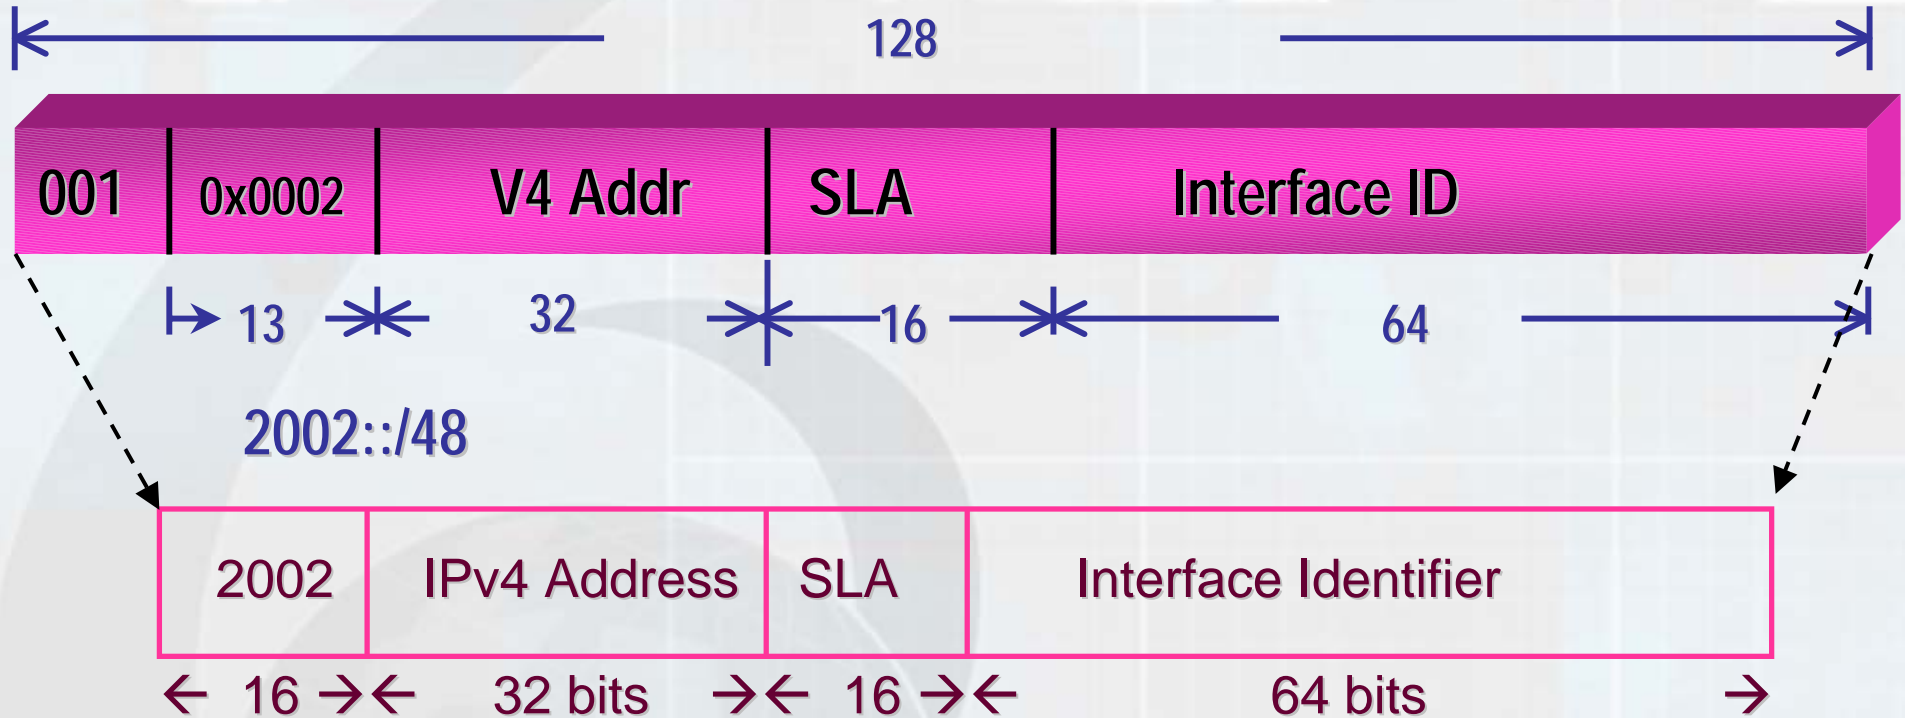 128
001 0x0002 V4 Addr SLA Interface ID
13 32 16 64
2002::/48
2002 IPv4 Address SLA Interface Identifier
16 32 bits 16 64 bits